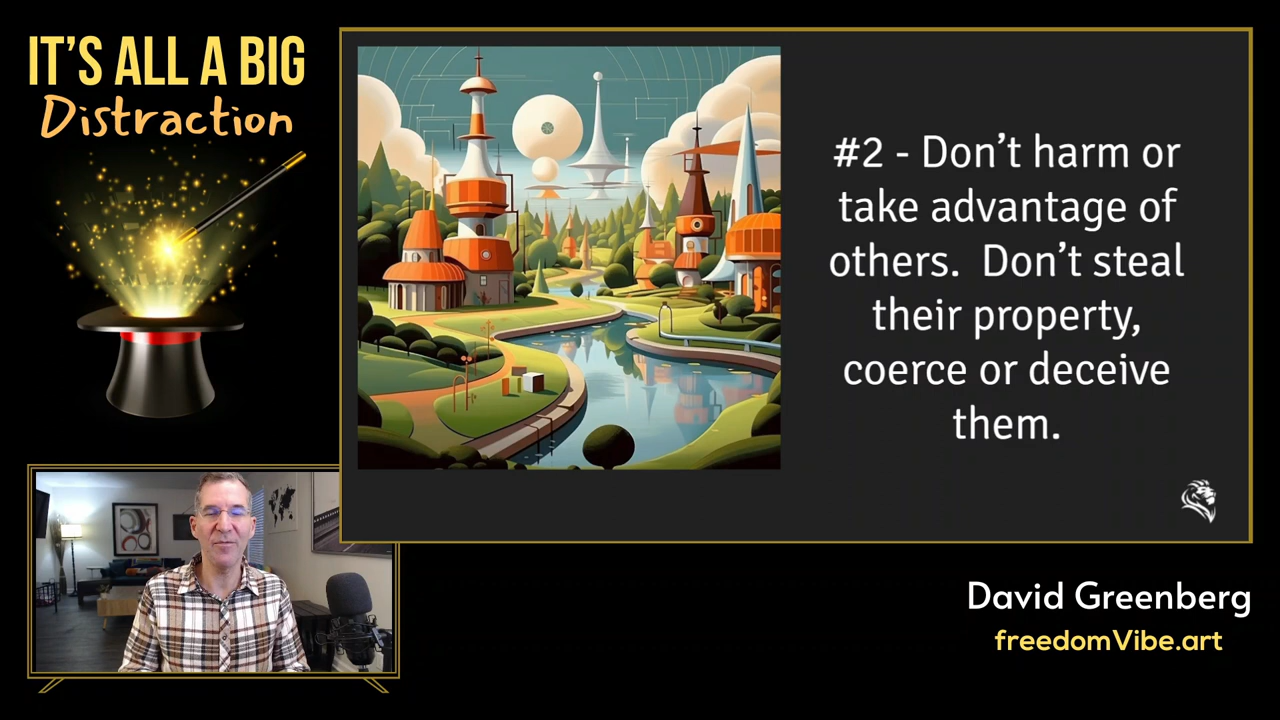 IT'S ALL A BIG
Distraction
#2 - Don't harm or
take advantage of
others.  Don't steal
their property,
coerce or deceive
them.
David Greenberg
freedomVibe.art